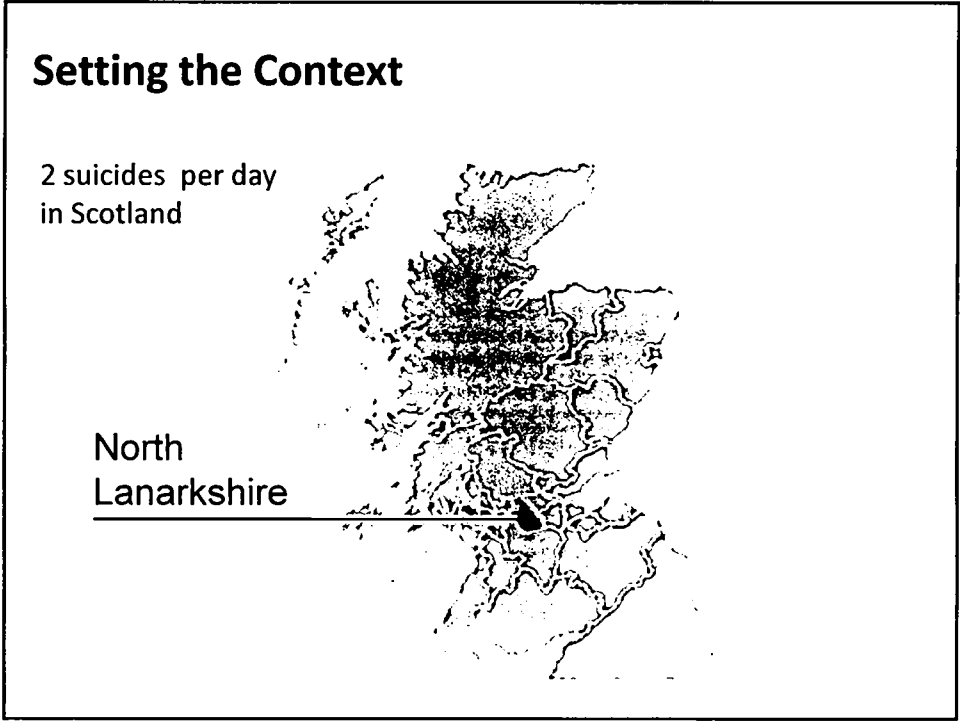 Setting the Context
2 suicides per day
in Scotland
North
Lanarkshire